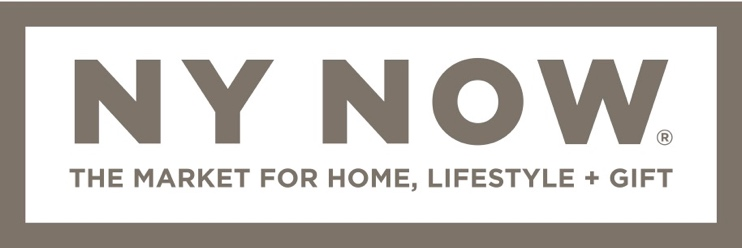 NY NOW®
THE MARKET FOR HOME, LIFESTYLE + GIFT